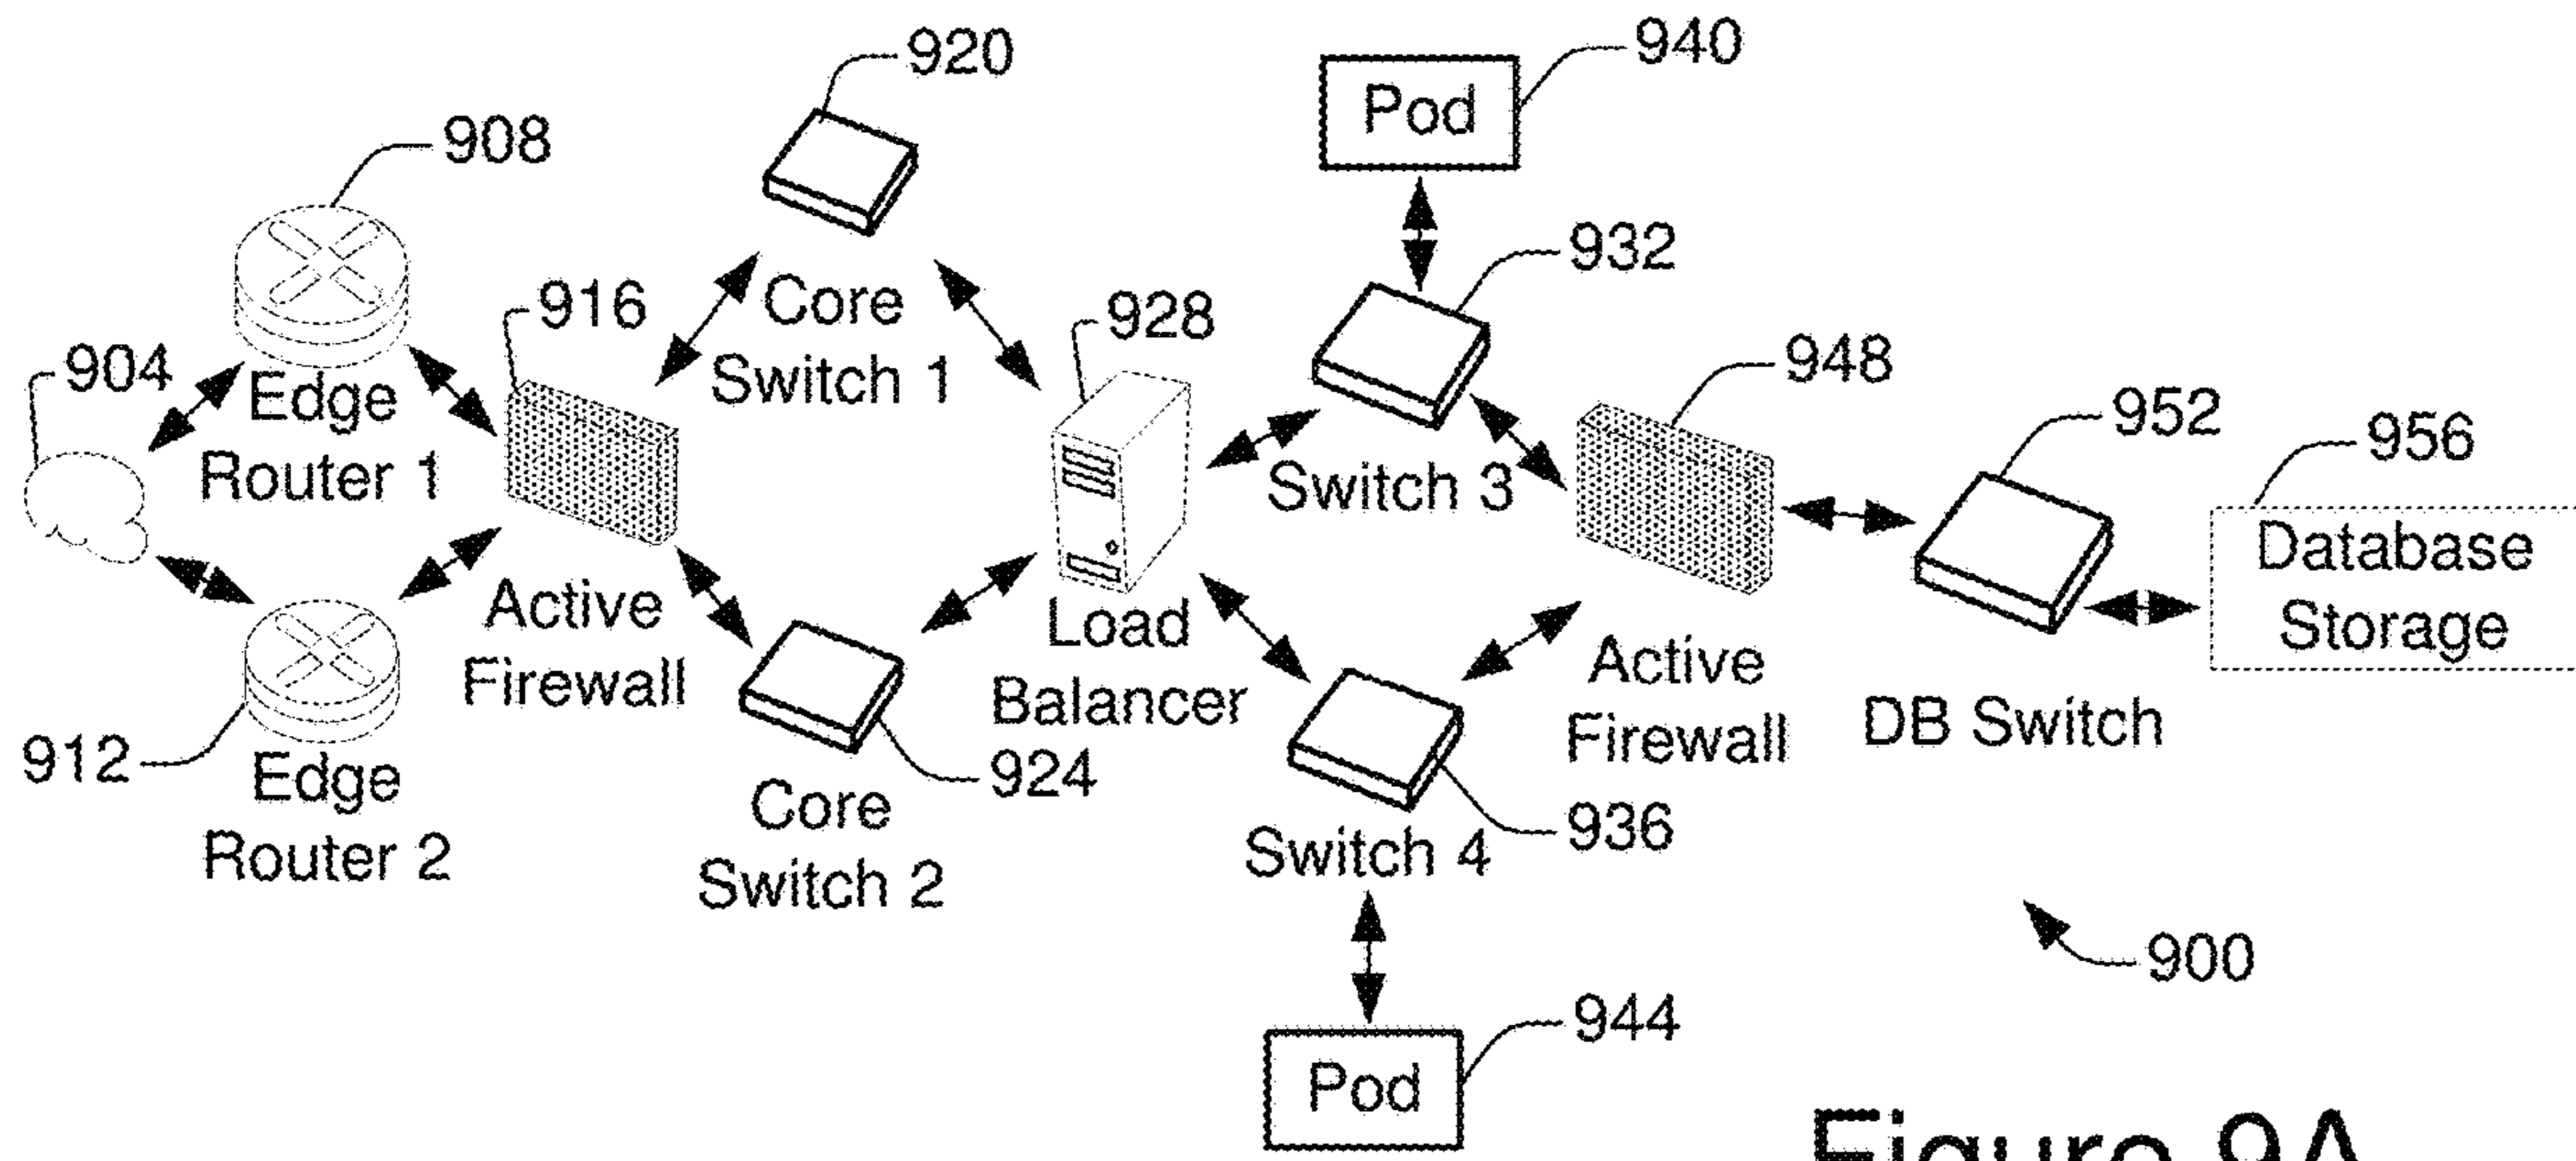 920
940
Pod
908
932
916
Core
Switch 1
928
948
904
Edge
Router 1
952
956
Switch 3
Database
Storage
Active
Firewall
Load
Balancer
Active
Firewall
DB Switch
912
Edge
Router 2
924
Core
Switch 2
936
Switch 4
900
944
Pod
Figure 9A